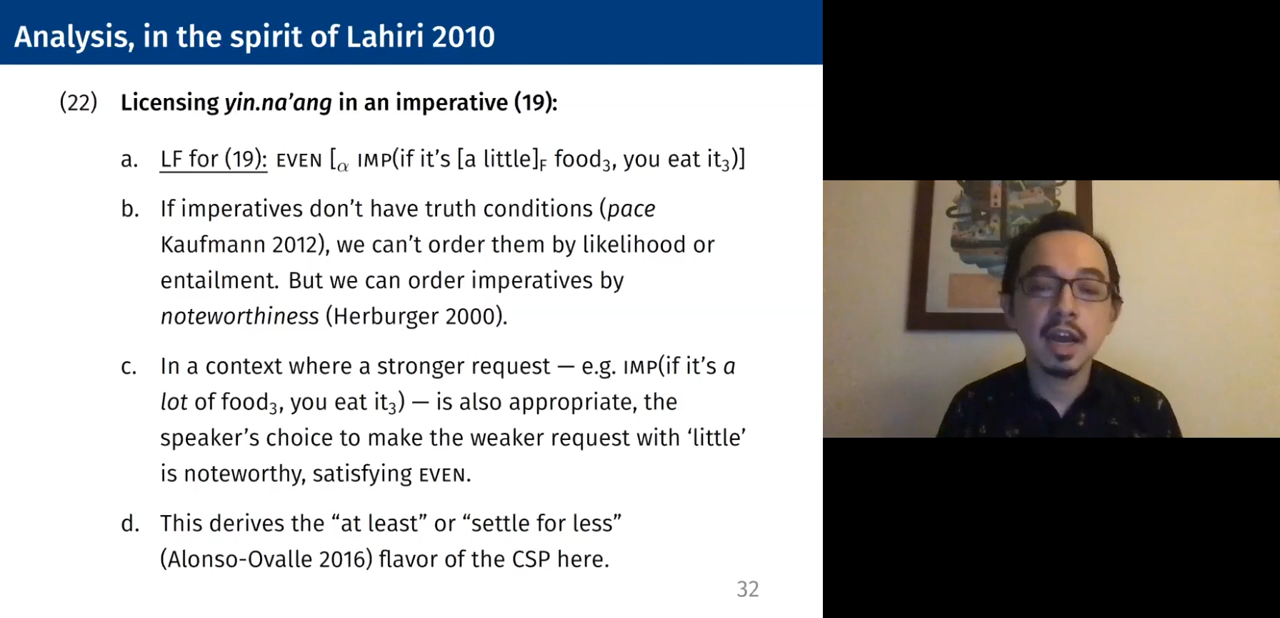 Analysis, in the spirit of Lahiri 2010
(22) Licensing yin.na’ang in an imperative (19):
a. LF for (19): EVEN [α IMP(if it’s [a little]F food3, you eat it3)]
b. If imperatives don’t have truth conditions (pace
Kaufmann 2012), we can’t order them by likelihood or
entailment. But we can order imperatives by
noteworthiness (Herburger 2000).
c. In a context where a stronger request — e.g. IMP(if it’s a
lot of food3, you eat it3) — is also appropriate, the
speaker’s choice to make the weaker request with ‘little’
is noteworthy, satisfying EVEN.
d. This derives the “at least” or “settle for less”
(Alonso-Ovalle 2016) flavor of the CSP here.
32